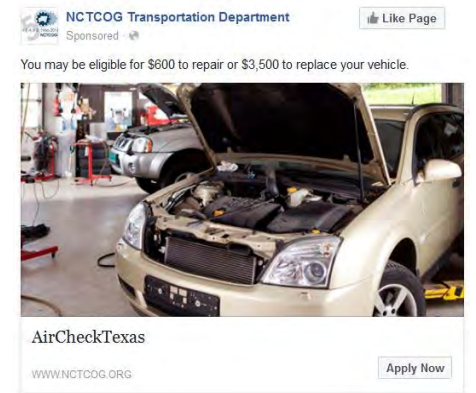 NCTCOG Transportation Department
Like Page
Sponsored
You may be eligible for $600 to repair or $3,500 to replace your vehicle.
AirCheckTexas
WWW.NCTCOG.ORG
Apply Now